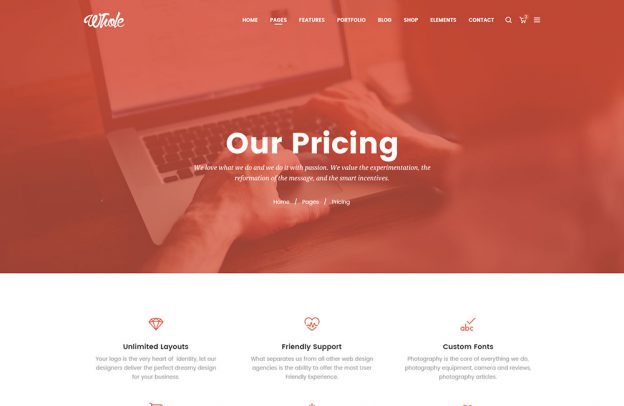 Whole
HOME PAGES FEATURES PORTFOLIO BLOG SHOP ELEMENTS CONTACT
Our Pricing
We love what we do and we do it with passion. We value the experimentation, the
reformation of the message, and the smart incentives.
Home / Pages / Pricing
abc
Unlimited Layouts
Your logo is the very heart of identity, let our
designers deliver the perfect dreamy design
for your business.
Friendly Support
What separates us from all other web design
agencies is the ability to offer the most User
Friendly Experience.
Custom Fonts
Photography is the core of everything we do,
photography equipment, camera and reviews,
photography articles.